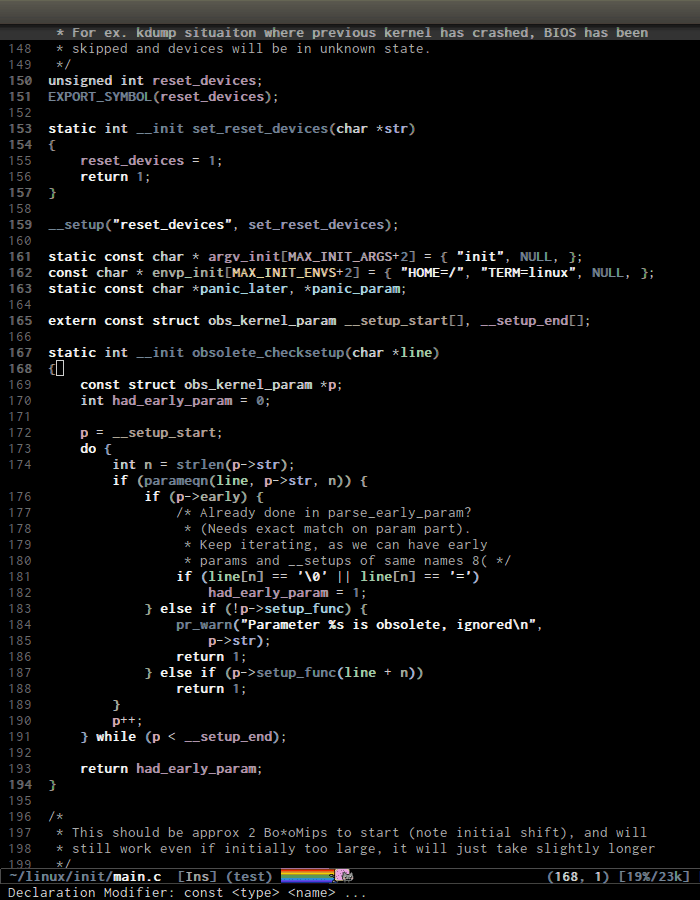 * For ex. kdump situaiton where previous kernel has crashed, BIOS has been
148  * skipped and devices will be in unknown state.
149  */
150 unsigned int reset_devices;
151 EXPORT_SYMBOL(reset_devices);
152
153 static int __init set_reset_devices(char *str)
154 {
155     reset_devices = 1;
156     return 1;
157 }
158
159 __setup("reset_devices", set_reset_devices);
160
161 static const char * argv_init[MAX_INIT_ARGS+2] = { "init", NULL, };
162 const char * envp_init[MAX_INIT_ENVS+2] = { "HOME=/", "TERM=linux", NULL, };
163 static const char *panic_later, *panic_param;
164
165 extern const struct obs_kernel_param __setup_start[], __setup_end[];
166
167 static int __init obsolete_checksetup(char *line)
168 {
169     const struct obs_kernel_param *p;
170     int had_early_param = 0;
171
172     p = __setup_start;
173     do {
174         int n = strlen(p->str);
            if (parameqn(line, p->str, n)) {
176             if (p->early) {
177                 /* Already done in parse_early_param?
178                  * (Needs exact match on param part).
179                  * Keep iterating, as we can have early
180                  * params and __setups of same names 8( */
181                 if (line[n] == '\0' || line[n] == '=')
182                     had_early_param = 1;
183             } else if (!p->setup_func) {
184                 pr_warn("Parameter %s is obsolete, ignored\n",
185                     p->str);
186                 return 1;
187             } else if (p->setup_func(line + n))
188                 return 1;
189         }
190         p++;
191     } while (p < __setup_end);
192
193     return had_early_param;
194 }
195
196 /*
197  * This should be approx 2 Bo*oMips to start (note initial shift), and will
198  * still work even if initially too large, it will just take slightly longer
199  */
~/linux/init/main.c [Ins] (test) (168, 1) [19%/23k]
Declaration Modifier: const <type> <name> ...